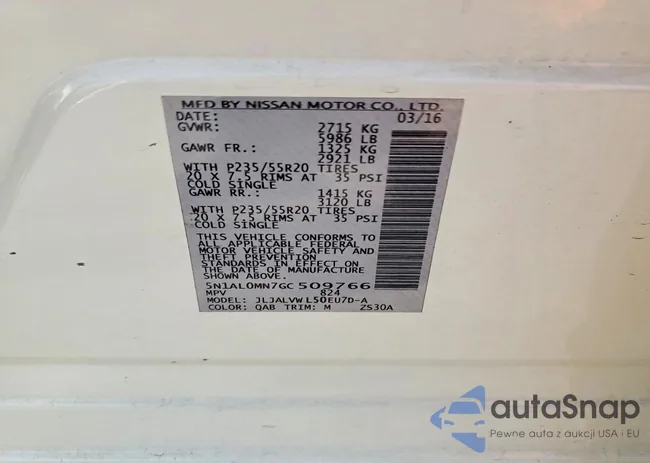 MFD BY NISSAN MOTOR CO., LTD.
DATE: 03/16
GVWR: 2715 KG
5986 LB
GAWR FR.: 1325 KG
2921 LB
WITH P235/55R20 TIRES
20 X 7.5 RIMS AT 35 PSI
COLD SINGLE
GAWR RR.: 1415 KG
3120 LB
WITH P235/55R20 TIRES
20 X 7.5 RIMS AT 35 PSI
COLD SINGLE
THIS VEHICLE CONFORMS TO
ALL APPLICABLE FEDERAL
MOTOR VEHICLE SAFETY AND
THEFT PREVENTION
STANDARDS IN EFFECT ON
THE DATE OF MANUFACTURE
SHOWN ABOVE.
5N1AL0MN7GC 509766
MPV 824
MODEL: JLJALVW L50EU7D-A
COLOR: QAB TRIM: M ZS30A
autaSnap
Pewne auta z aukcji USA i EU